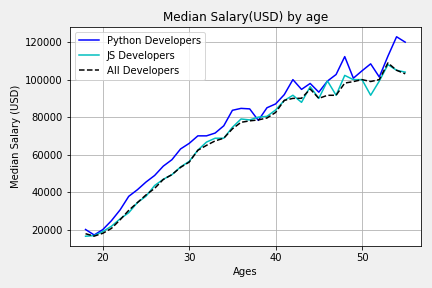 Median Salary(USD) by age
Median Salary (USD)
120000
100000
80000
60000
40000
20000
Python Developers
JS Developers
All Developers
20
30
40
50
Ages